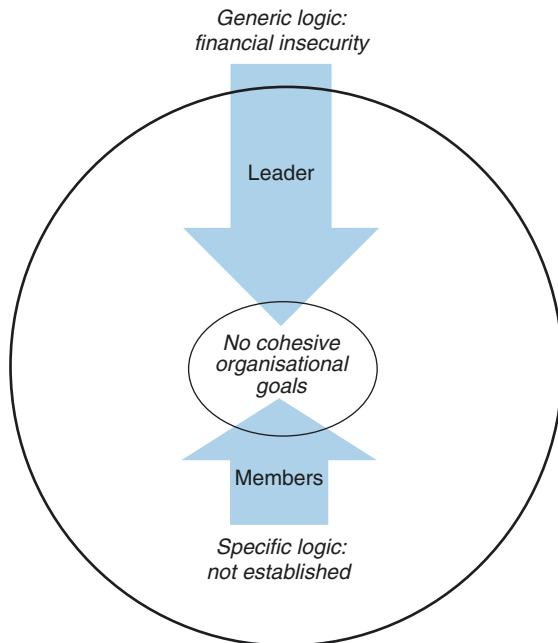 Generic logic:
financial insecurity
Leader
No cohesive
organisational
goals
Members
Specific logic:
not established